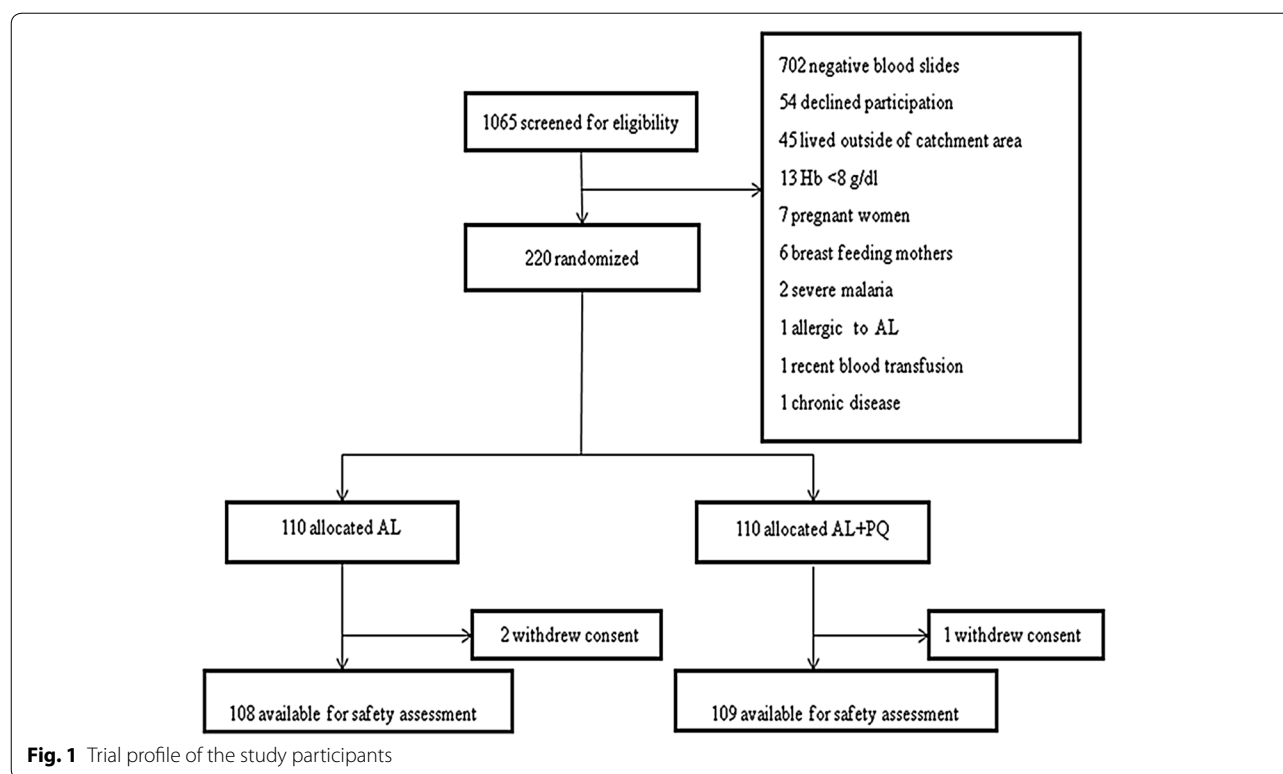 1065 screened for eligibility
702 negative blood slides
54 declined participation
45 lived outside of catchment area
13 Hb <8 g/dl
7 pregnant women
6 breast feeding mothers
2 severe malaria
1 allergic to AL
1 recent blood transfusion
1 chronic disease
220 randomized
110 allocated AL
110 allocated AL+PQ
2 withdrew consent
1 withdrew consent
108 available for safety assessment
109 available for safety assessment
Fig. 1 Trial profile of the study participants